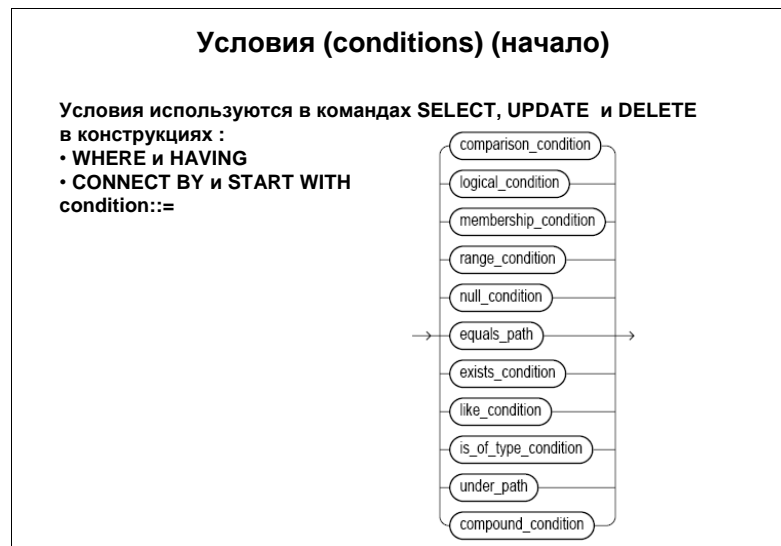 Условия (conditions) (начало)
Условия используются в командах SELECT, UPDATE и DELETE
в конструкциях :
• WHERE и HAVING
• CONNECT BY и START WITH
condition::=
comparison_condition
logical_condition
membership_condition
range_condition
null_condition
equals_path
exists_condition
like_condition
is_of_type_condition
under_path
compound_condition